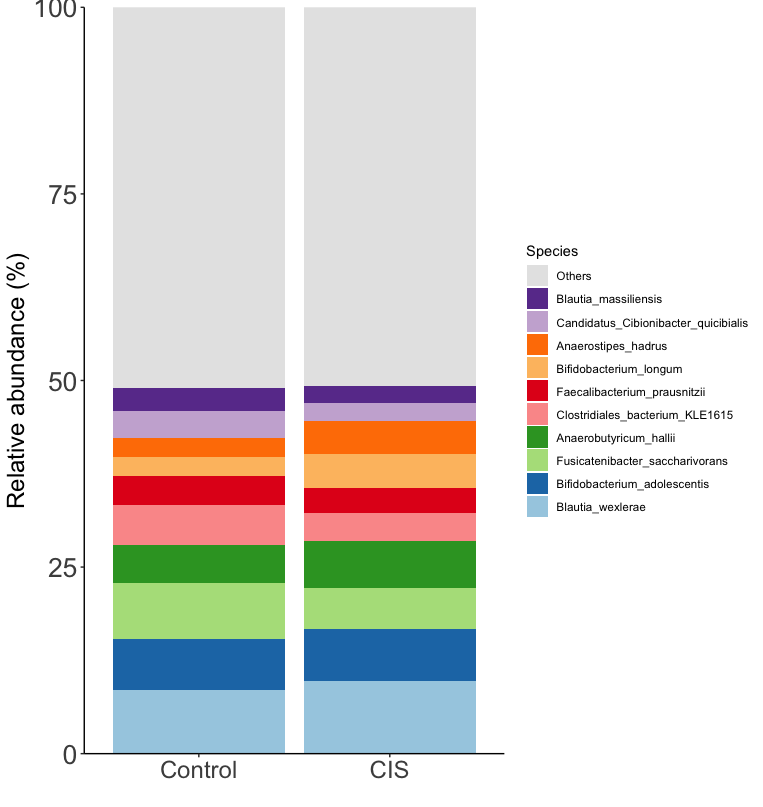 Relative abundance (%)
100
75
50
25
0
Control CIS
Species
Others
Blautia_massiliensis
Candidatus_Cibionibacter_quicibialis
Anaerostipes_hadrus
Bifidobacterium_longum
Faecalibacterium_prausnitzii
Clostridiales_bacterium_KLE1615
Anaerobutyricum_hallii
Fusicatenibacter_saccharivorans
Bifidobacterium_adolescentis
Blautia_wexlerae